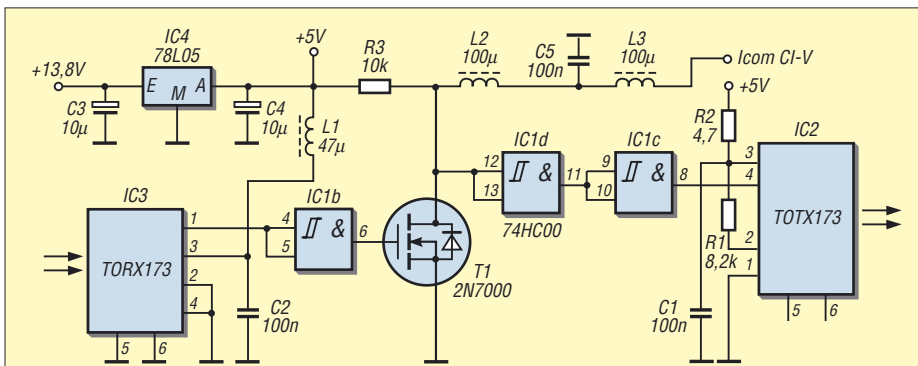 +13,8V
IC4
78L05
E
M
A
C3
10µ
C4
10µ
+5V
L1
47µ
R3
10k
L2
100µ
C5
100n
L3
100µ
Icom CI-V
+5V
R2
4,7
IC2
TOTX173
3
4
2
1
5
6
R1
8,2k
C1
100n
IC1d
12
13
&
11
74HC00
IC1c
9
10
&
8
IC3
TORX173
1
3
2
4
5
6
C2
100n
IC1b
4
5
&
6
T1
2N7000